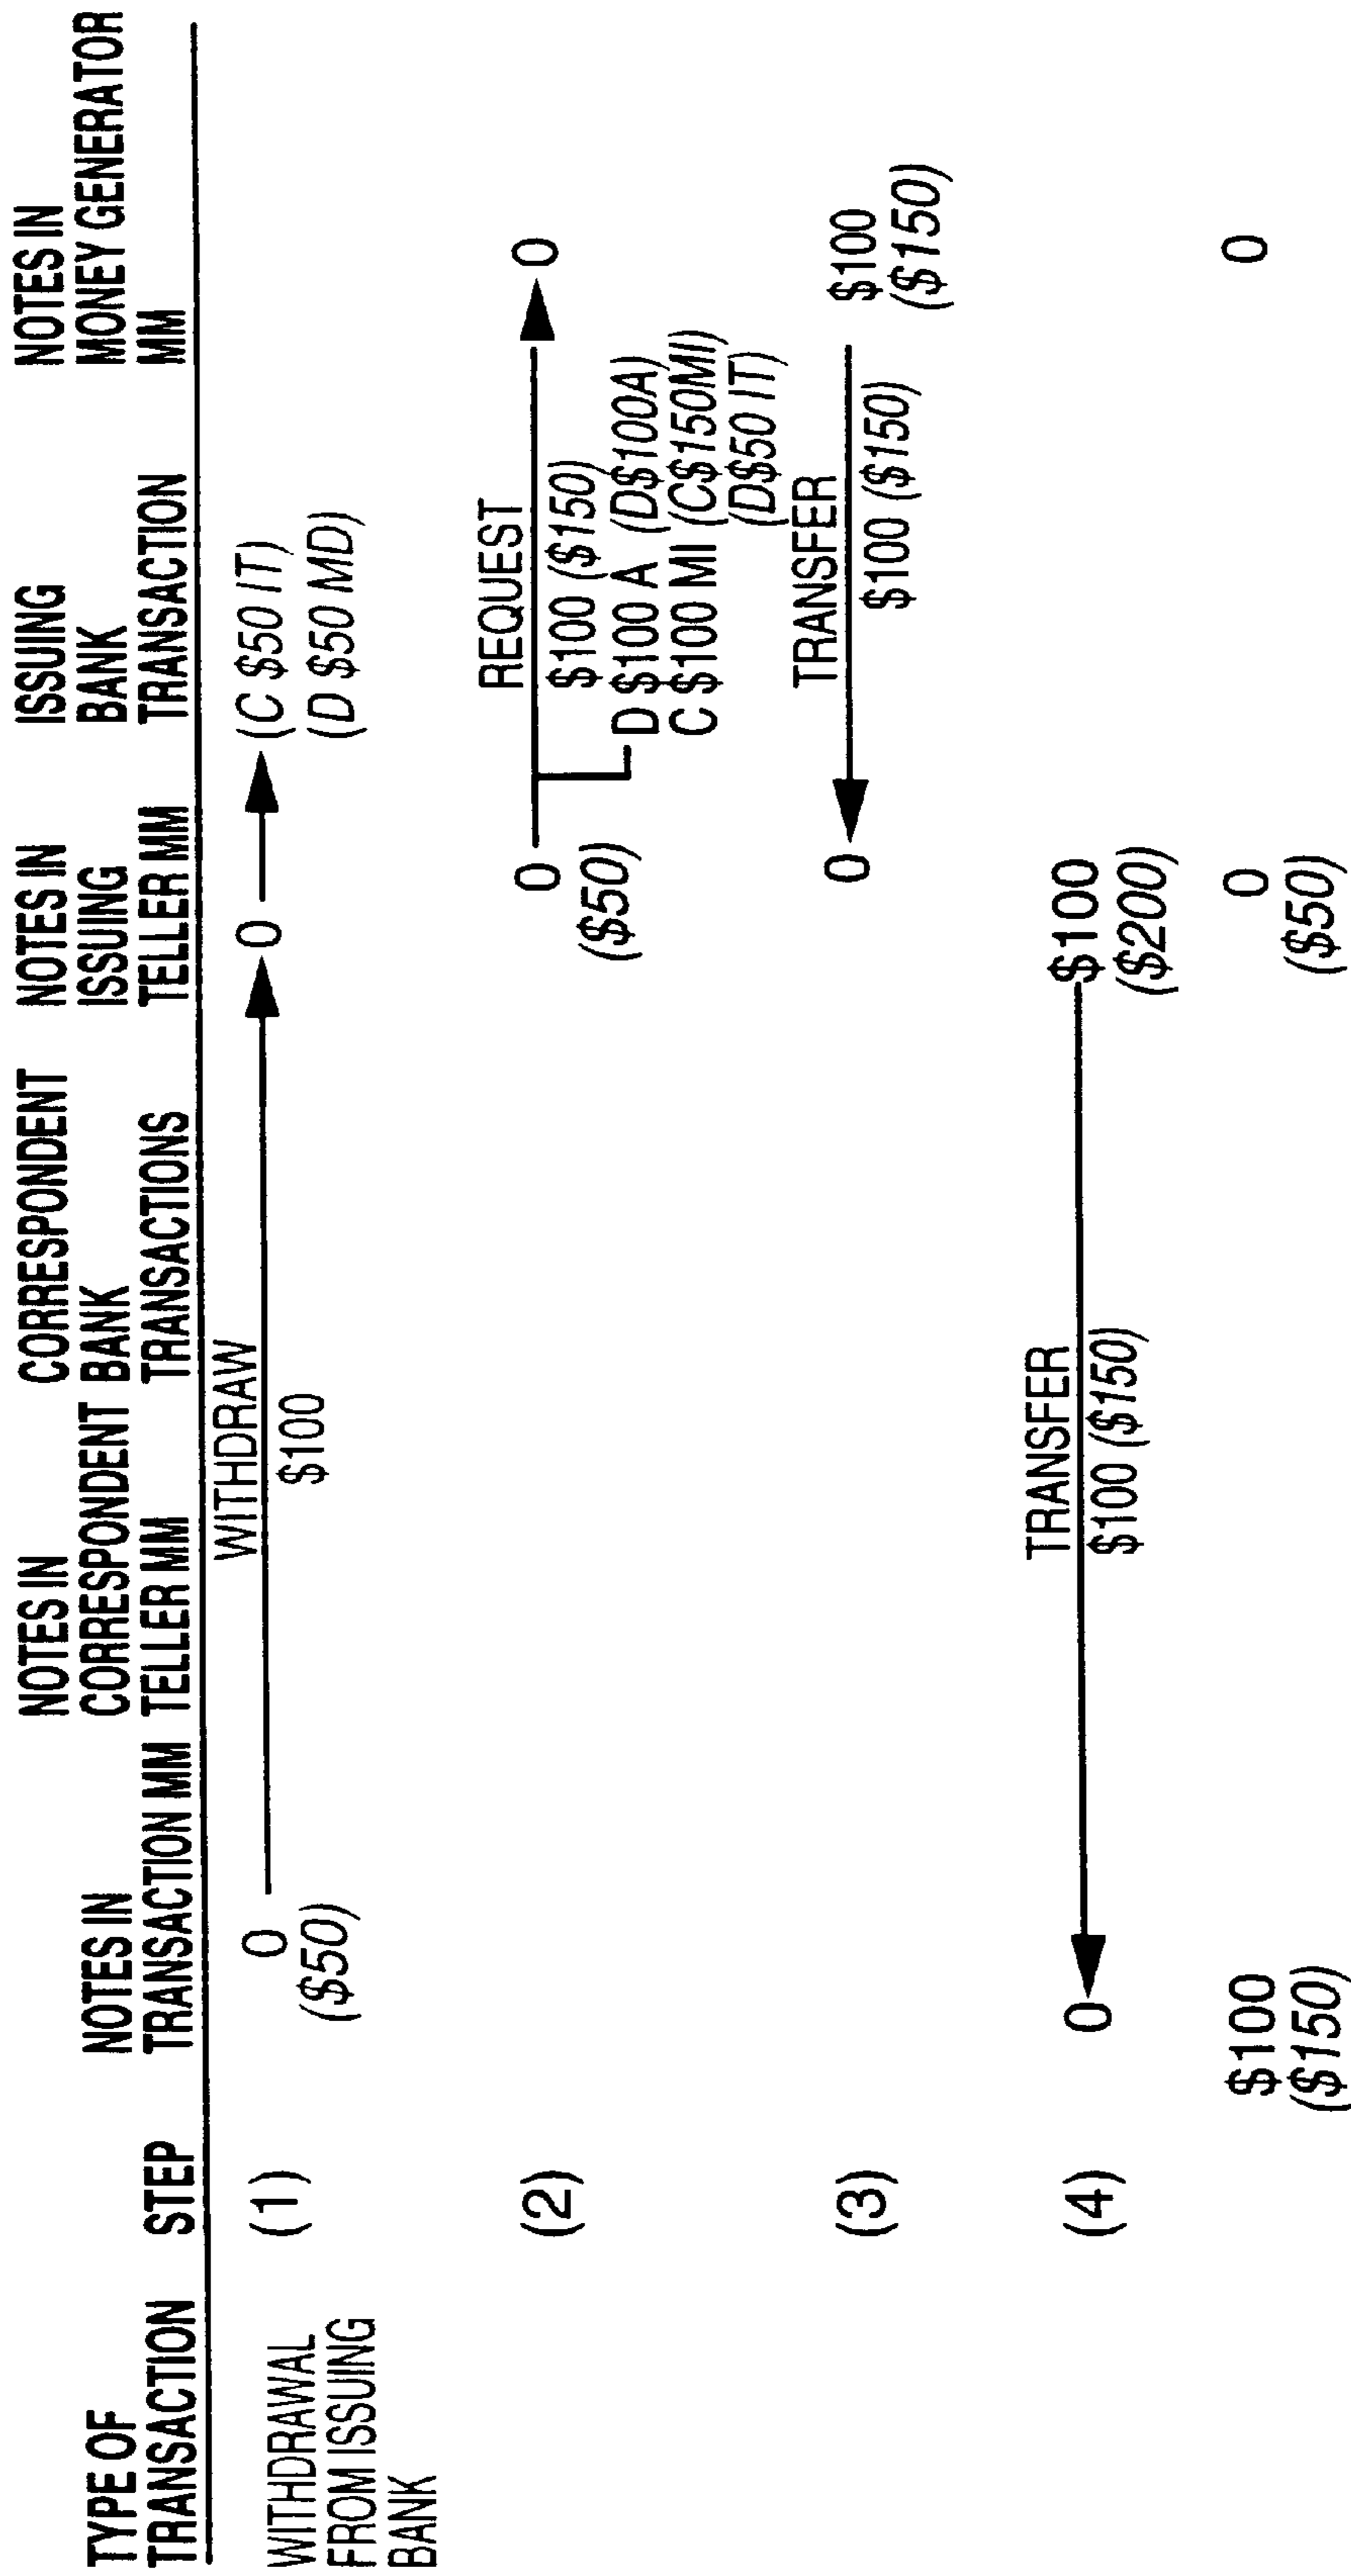 TYPE OF
TRANSACTION
STEP
NOTES IN
TRANSACTION MM
NOTES IN
CORRESPONDENT
TELLER MM
CORRESPONDENT
BANK
TRANSACTIONS
NOTES IN
ISSUING
TELLER MM
ISSUING
BANK
TRANSACTION
NOTES IN
MONEY GENERATOR
MM
WITHDRAWAL
FROM ISSUING
BANK
(1)
0
($50)
WITHDRAW
$100
0
(C $50 IT)
(D $50 MD)
(2)
0
($50)
REQUEST
$100 ($150)
D $100 A (D$100A)
C $100 MI (C$150MI)
(D$50 IT)
0
(3)
0
TRANSFER
$100 ($150)
$100
($150)
(4)
0
TRANSFER
$100 ($150)
$100
($200)
$100
($150)
0
($50)
0